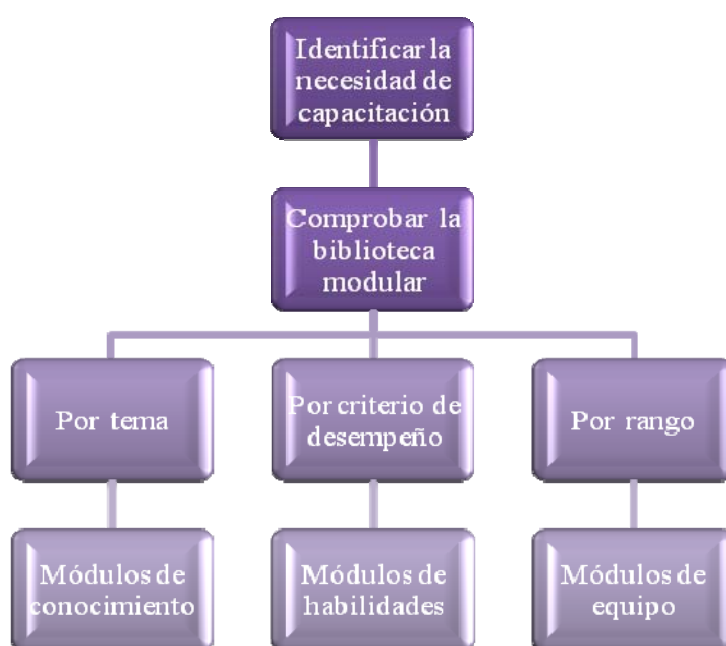 Identificar la
necesidad de
capacitación
Comprobar la
biblioteca
modular
Por tema
Por criterio de
desempeño
Por rango
Módulos de
conocimiento
Módulos de
habilidades
Módulos de
equipo